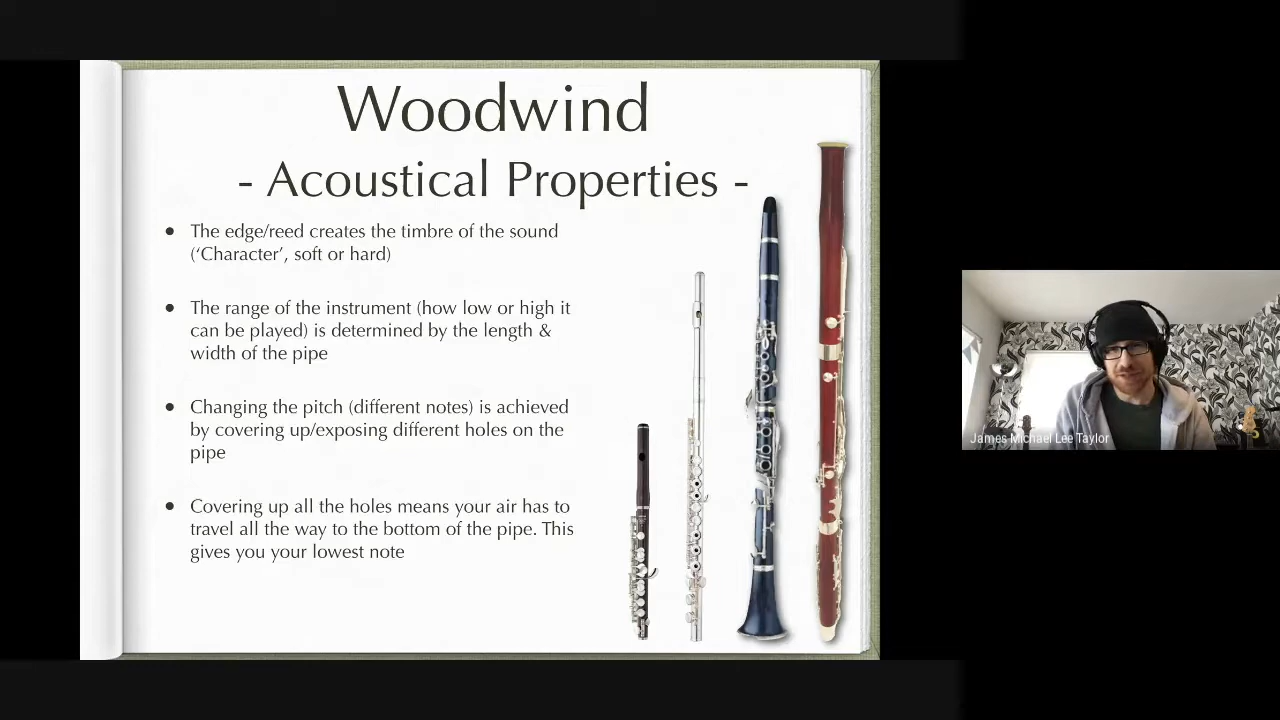 Woodwind
- Acoustical Properties -
● The edge/reed creates the timbre of the sound
(‘Character’, soft or hard)
● The range of the instrument (how low or high it
can be played) is determined by the length &
width of the pipe
● Changing the pitch (different notes) is achieved
by covering up/exposing different holes on the
pipe
● Covering up all the holes means your air has to
travel all the way to the bottom of the pipe. This
gives you your lowest note
James Michael Lee Taylor